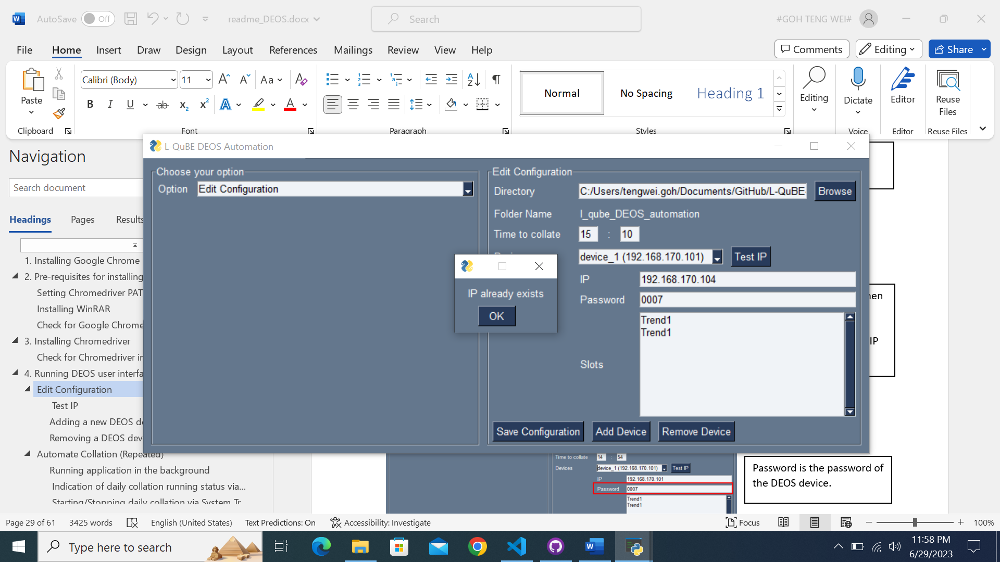 AutoSave Off readme_DEOS.docx Search #GOH TENG WEI#
File Home Insert Draw Design Layout References Mailings Review View Help Comments Editing Share
Calibri (Body) 11 Aa
Paste B I U ab x2 x2 A A
Normal No Spacing Heading 1
Editing Dictate Editor Reuse Files
Clipboard Font Paragraph Styles Voice Editor Reuse Files
Navigation
Search document
Headings Pages Results
1. Installing Google Chrome
2. Pre-requisites for installing
Setting Chromedriver PAT
Installing WinRAR
Check for Google Chrome
3. Installing Chromedriver
Check for Chromedriver in
4. Running DEOS user interfa
Edit Configuration
Test IP
Adding a new DEOS de
Removing a DEOS devi
Automate Collation (Repeated)
Running application in the background
Indication of daily collation running status via...
Starting/Stopping daily collation via System Tr
L-QuBE DEOS Automation
Choose your option
Option Edit Configuration
Edit Configuration
Directory C:/Users/tengwei.goh/Documents/GitHub/L-QuBE Browse
Folder Name l_qube_DEOS_automation
Time to collate 15 : 10
device_1 (192.168.170.101) Test IP
IP 192.168.170.104
Password 0007
Trend1
Trend1
Slots
Save Configuration Add Device Remove Device
IP already exists
OK
hen
IP
Time to collate 14 : 54
Devices device_1 (192.168.170.101) Test IP
IP 192.168.170.101
Password 0007
Trend1
Trend1
Password is the password of
the DEOS device.
Page 29 of 61 3425 words English (United States) Text Predictions: On Accessibility: Investigate Focus 100%
Type here to search
11:58 PM
6/29/2023